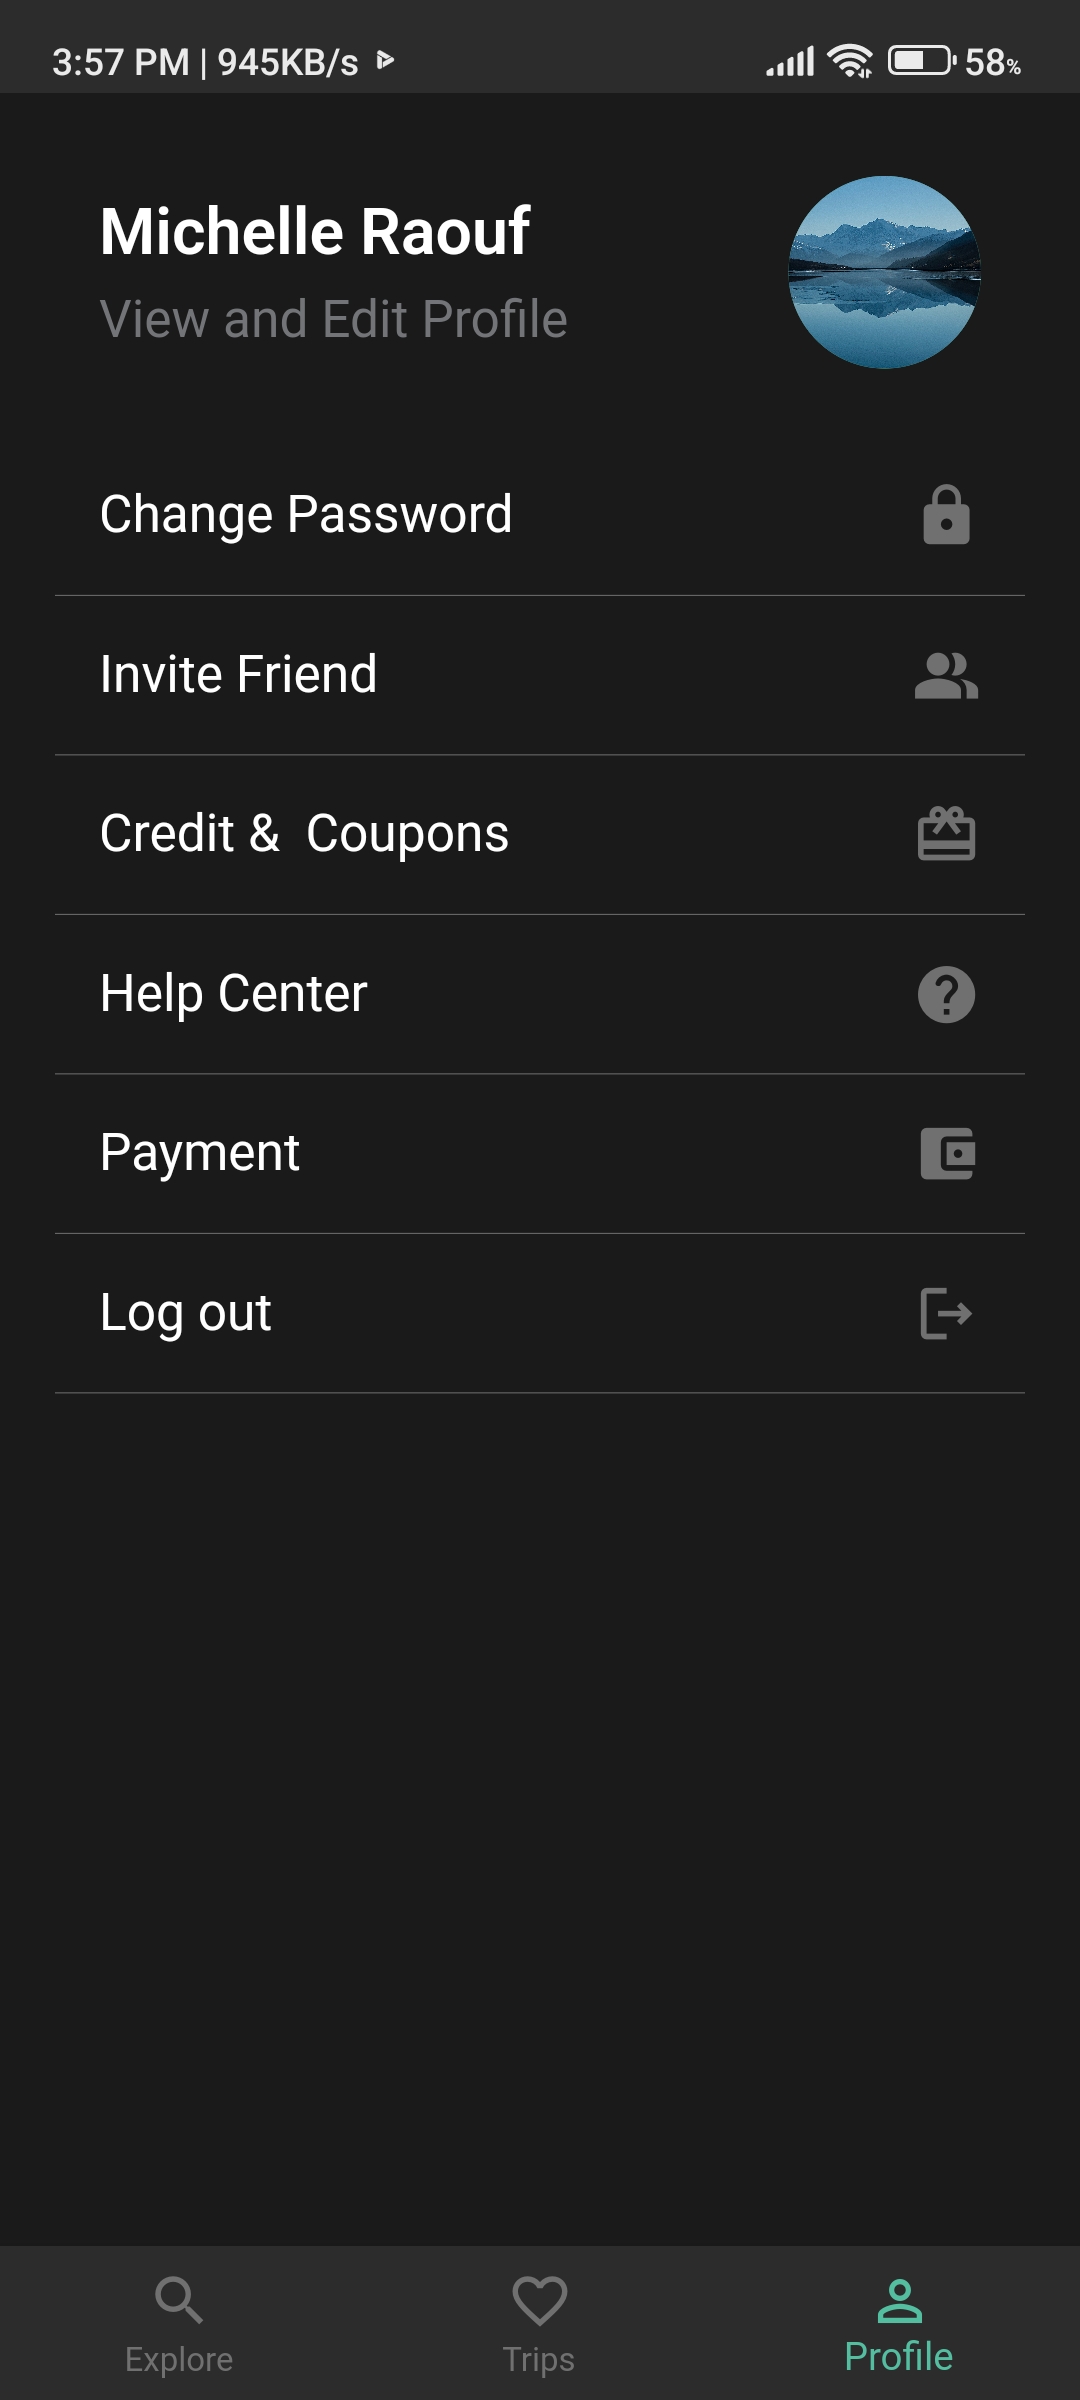 3:57 PM | 945KB/s
58%
Michelle Raouf
View and Edit Profile
Change Password
Invite Friend
Credit &  Coupons
Help Center
Payment
Log out
Explore
Trips
Profile